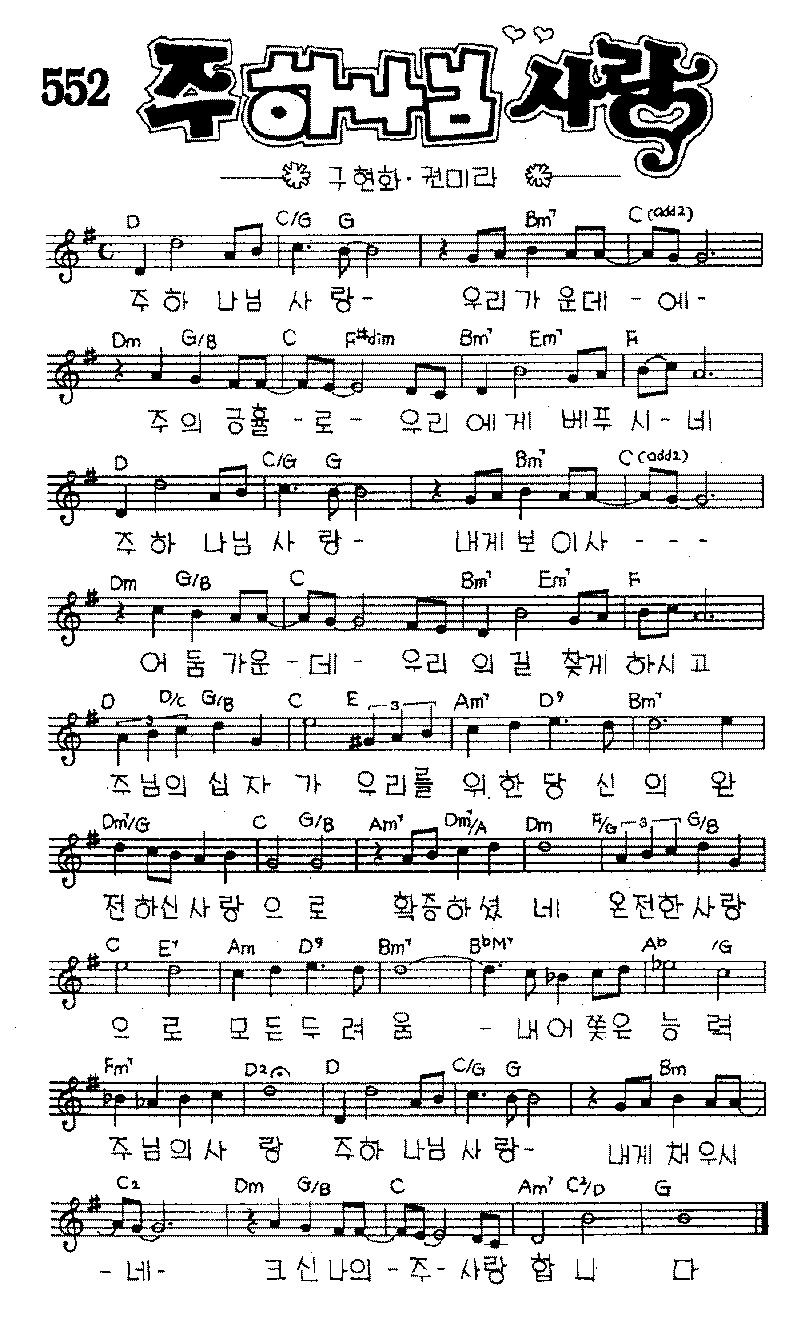 552 주 하나님 사랑
구현화 · 권미라
D C/G G Bm7 C(add2)
주 하 나님 사 랑- 우리가 운데 - 에-
Dm G/B C F#dim Bm7 Em7 F
주의 긍휼 -로- 우리 에게 베푸 시-네
D C/G G Bm7 C(add2)
주 하 나님 사 랑- 내게 보 이사 - - -
Dm G/B C Bm7 Em7 F
어 둠 가운 -데- 우리 의 길 찾게 하시 고
D D/C G/B C E 3 Am7 D9 Bm7
3
주님의 십 자 가 우리를 위 한 당 신 의 완
Dm7/G C G/B Am7 Dm7/A Dm F/G 3 G/B
전하신사랑 으 로 확증하셨 네 온전한사랑
C E7 Am D9 Bm7 BbM7 Ab /G
으 로 모 든 두 려 움 - 내어쫓은 능 력
Fm7 D2 D C/G G Bm
주 님 의 사 랑 주하 나님 사 랑- 내게 채 우시
C2 Dm G/B C Am7 C2/D G
- 네- 크 신 나의 - 주- 사랑 합 니 다